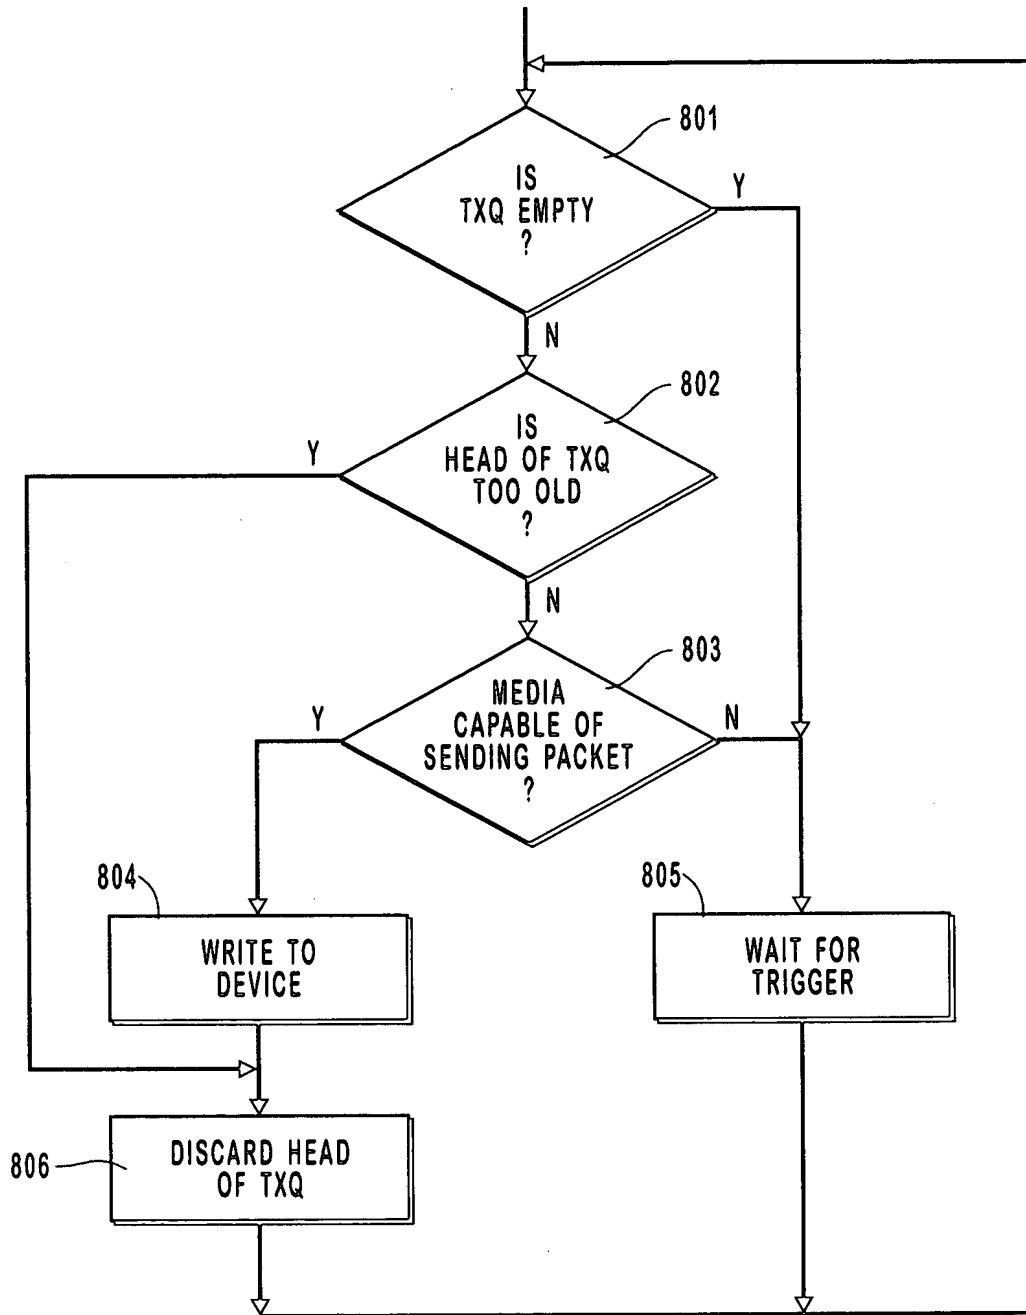 801
IS
TXQ EMPTY
?
Y
N
802
IS
HEAD OF TXQ
TOO OLD
?
Y
N
803
MEDIA
CAPABLE OF
SENDING PACKET
?
Y
N
804
WRITE TO
DEVICE
805
WAIT FOR
TRIGGER
806
DISCARD HEAD
OF TXQ